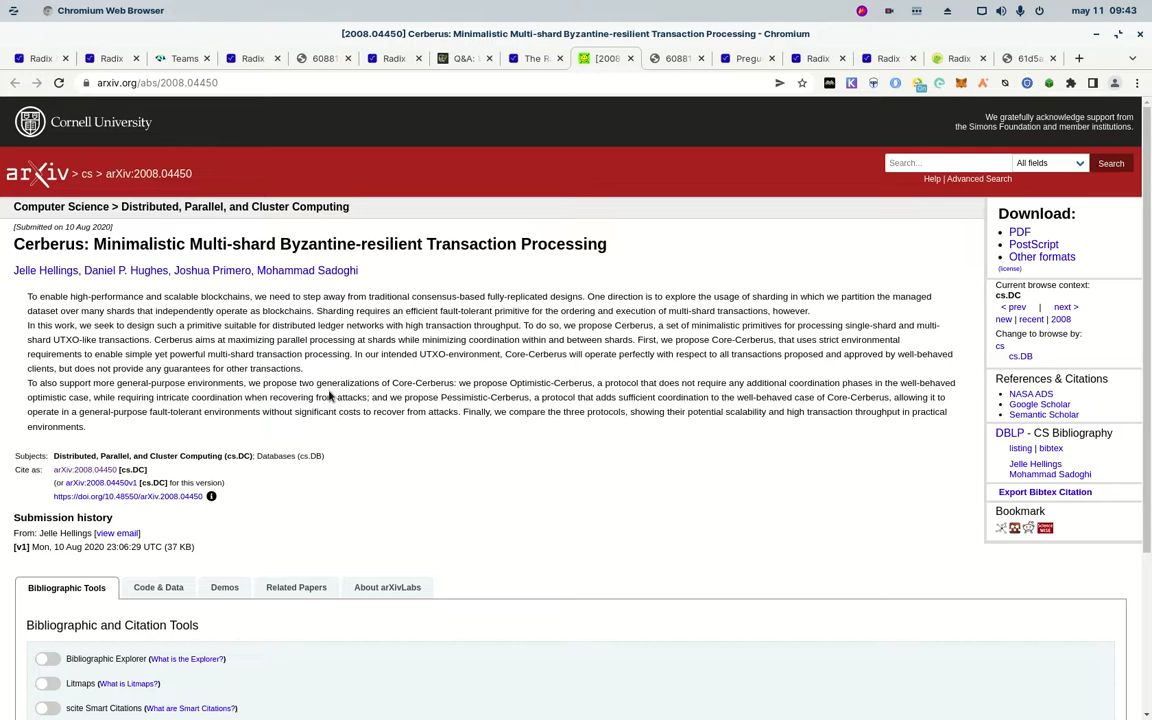 Chromium Web Browser
may 11 09:43
[2008.04450] Cerberus: Minimalistic Multi-shard Byzantine-resilient Transaction Processing - Chromium
Radix
Radix
Teams
Radix
60881
Radix
Q&A:
The R
[2008
60881
Pregu
Radix
Radix
Radix
61d5a
arxiv.org/abs/2008.04450
Cornell University
We gratefully acknowledge support from
the Simons Foundation and member institutions.
arXiv > cs > arXiv:2008.04450
Search...
All fields
Search
Help | Advanced Search
Computer Science > Distributed, Parallel, and Cluster Computing
[Submitted on 10 Aug 2020]
Cerberus: Minimalistic Multi-shard Byzantine-resilient Transaction Processing
Jelle Hellings, Daniel P. Hughes, Joshua Primero, Mohammad Sadoghi
To enable high-performance and scalable blockchains, we need to step away from traditional consensus-based fully-replicated designs. One direction is to explore the usage of sharding in which we partition the managed
dataset over many shards that independently operate as blockchains. Sharding requires an efficient fault-tolerant primitive for the ordering and execution of multi-shard transactions, however.
In this work, we seek to design such a primitive suitable for distributed ledger networks with high transaction throughput. To do so, we propose Cerberus, a set of minimalistic primitives for processing single-shard and multi-
shard UTXO-like transactions. Cerberus aims at maximizing parallel processing at shards while minimizing coordination within and between shards. First, we propose Core-Cerberus, that uses strict environmental
requirements to enable simple yet powerful multi-shard transaction processing. In our intended UTXO-environment, Core-Cerberus will operate perfectly with respect to all transactions proposed and approved by well-behaved
clients, but does not provide any guarantees for other transactions.
To also support more general-purpose environments, we propose two generalizations of Core-Cerberus: we propose Optimistic-Cerberus, a protocol that does not require any additional coordination phases in the well-behaved
optimistic case, while requiring intricate coordination when recovering from attacks; and we propose Pessimistic-Cerberus, a protocol that adds sufficient coordination to the well-behaved case of Core-Cerberus, allowing it to
operate in a general-purpose fault-tolerant environments without significant costs to recover from attacks. Finally, we compare the three protocols, showing their potential scalability and high transaction throughput in practical
environments.
Subjects: Distributed, Parallel, and Cluster Computing (cs.DC); Databases (cs.DB)
Cite as: arXiv:2008.04450 [cs.DC]
(or arXiv:2008.04450v1 [cs.DC] for this version)
https://doi.org/10.48550/arXiv.2008.04450
Submission history
From: Jelle Hellings [view email]
[v1] Mon, 10 Aug 2020 23:06:29 UTC (37 KB)
Download:
PDF
PostScript
Other formats
(license)
Current browse context:
cs.DC
< prev | next >
new | recent | 2008
Change to browse by:
cs
cs.DB
References & Citations
NASA ADS
Google Scholar
Semantic Scholar
DBLP - CS Bibliography
listing | bibtex
Jelle Hellings
Mohammad Sadoghi
Export Bibtex Citation
Bookmark
Bibliographic Tools
Code & Data
Demos
Related Papers
About arXivLabs
Bibliographic and Citation Tools
Bibliographic Explorer (What is the Explorer?)
Litmaps (What is Litmaps?)
scite Smart Citations (What are Smart Citations?)